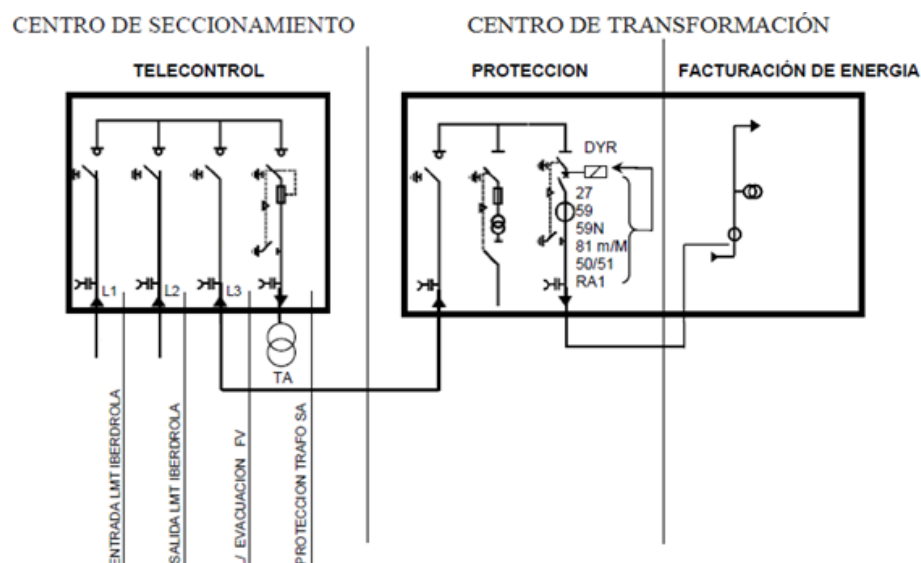 CENTRO DE SECCIONAMIENTO
CENTRO DE TRANSFORMACIÓN
TELECONTROL
PROTECCION
FACTURACIÓN DE ENERGIA
DYR
27
59
59N
81 m/M
50/51
RA1
L1
L2
L3
TA
ENTRADA LMT IBERDROLA
SALIDA LMT IBERDROLA
/ EVACUACION FV
PROTECCION TRAFO SA